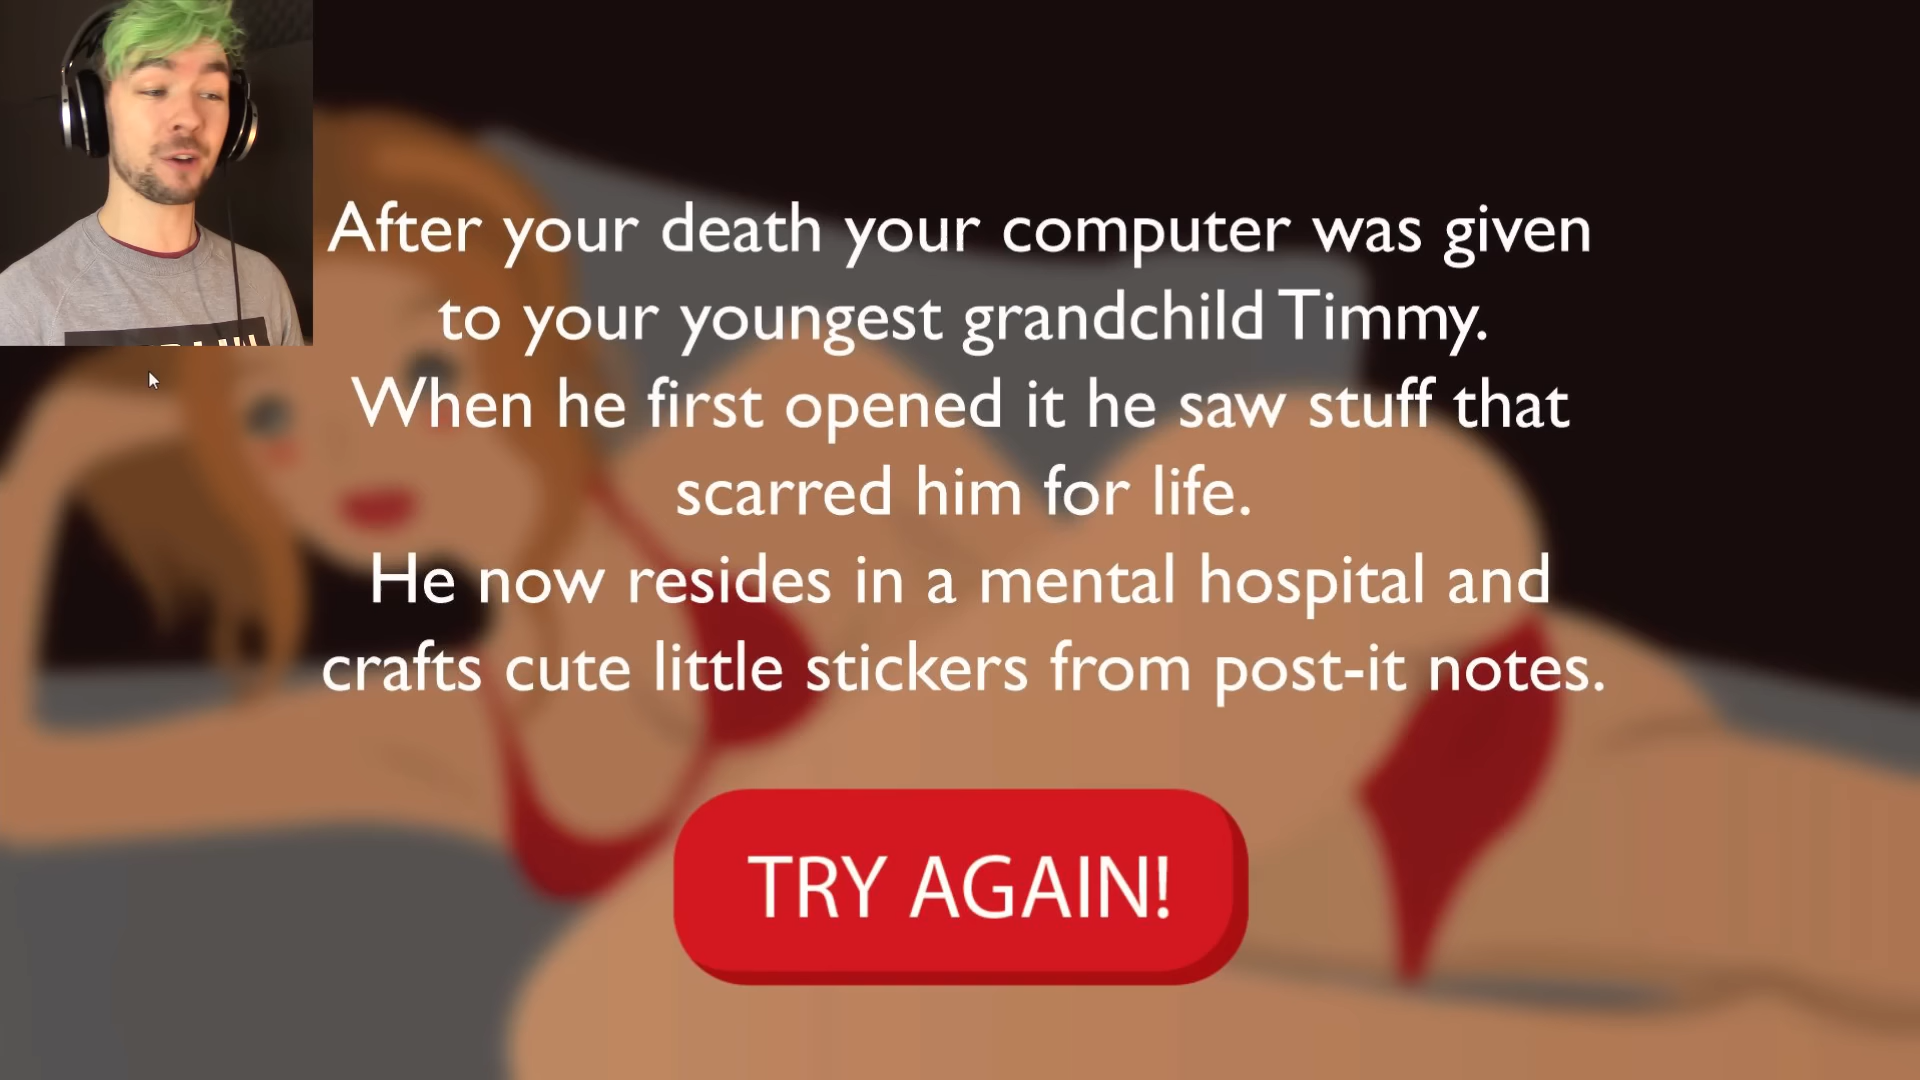 After your death your computer was given
to your youngest grandchild Timmy.
When he first opened it he saw stuff that
scarred him for life.
He now resides in a mental hospital and
crafts cute little stickers from post-it notes.
TRY AGAIN!